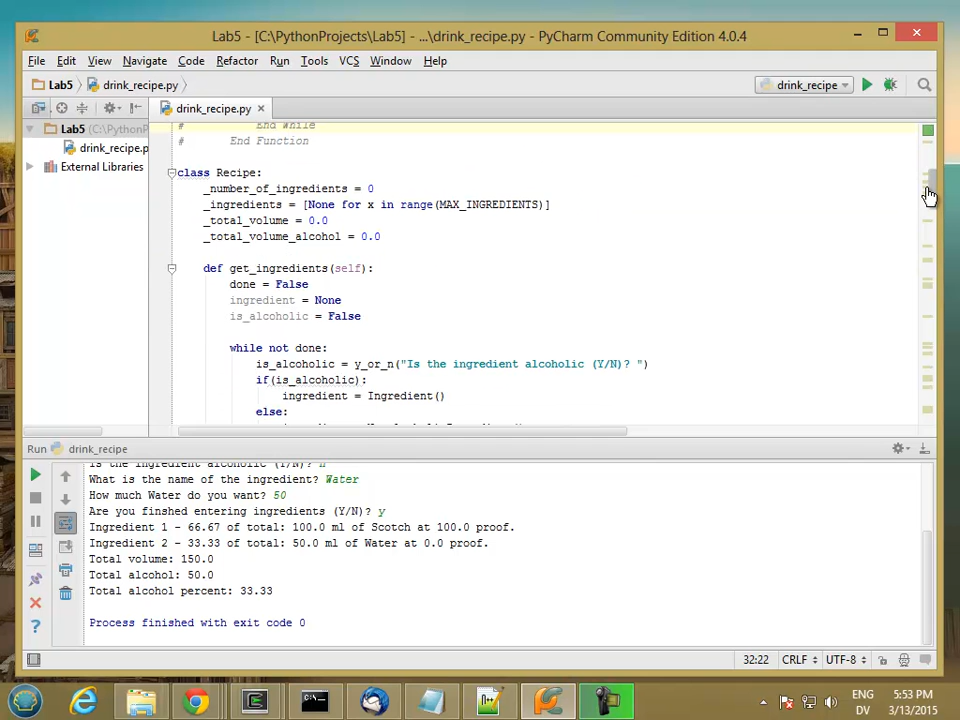 Lab5 - [C:\PythonProjects\Lab5] - ...\drink_recipe.py - PyCharm Community Edition 4.0.4
File Edit View Navigate Code Refactor Run Tools VCS Window Help
Lab5 drink_recipe.py drink_recipe
drink_recipe.py
Lab5 (C:\PythonP
drink_recipe.p
External Libraries
# End While
# End Function
class Recipe:
_number_of_ingredients = 0
_ingredients = [None for x in range(MAX_INGREDIENTS)]
_total_volume = 0.0
_total_volume_alcohol = 0.0
def get_ingredients(self):
done = False
ingredient = None
is_alcoholic = False
while not done:
is_alcoholic = y_or_n("Is the ingredient alcoholic (Y/N)? ")
if(is_alcoholic):
ingredient = Ingredient()
else:
Run drink_recipe
Is the ingredient alcoholic (Y/N)? n
What is the name of the ingredient? Water
How much Water do you want? 50
Are you finshed entering ingredients (Y/N)? y
Ingredient 1 - 66.67 of total: 100.0 ml of Scotch at 100.0 proof.
Ingredient 2 - 33.33 of total: 50.0 ml of Water at 0.0 proof.
Total volume: 150.0
Total alcohol: 50.0
Total alcohol percent: 33.33
Process finished with exit code 0
32:22 CRLF UTF-8
ENG 5:53 PM
DV 3/13/2015